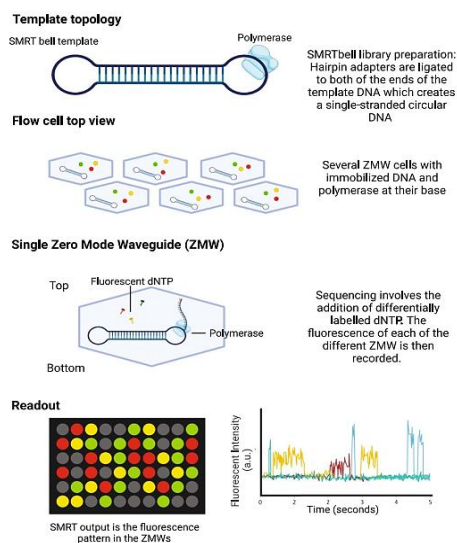 Template topology
SMRT bell template
Polymerase
SMRTbell library preparation:
Hairpin adapters are ligated
to both of the ends of the
template DNA which creates
a single-stranded circular
DNA
Flow cell top view
Several ZMW cells with
immobilized DNA and
polymerase at their base
Single Zero Mode Waveguide (ZMW)
Top
Fluorescent dNTP
Polymerase
Bottom
Sequencing involves the
addition of differentially
labelled dNTP. The
fluorescence of each of the
different ZMW is then
recorded.
Readout
Fluorescent Intensity
(a.u.)
0 2 2 3 4 5
Time (seconds)
SMRT output is the fluorescence
pattern in the ZMWs